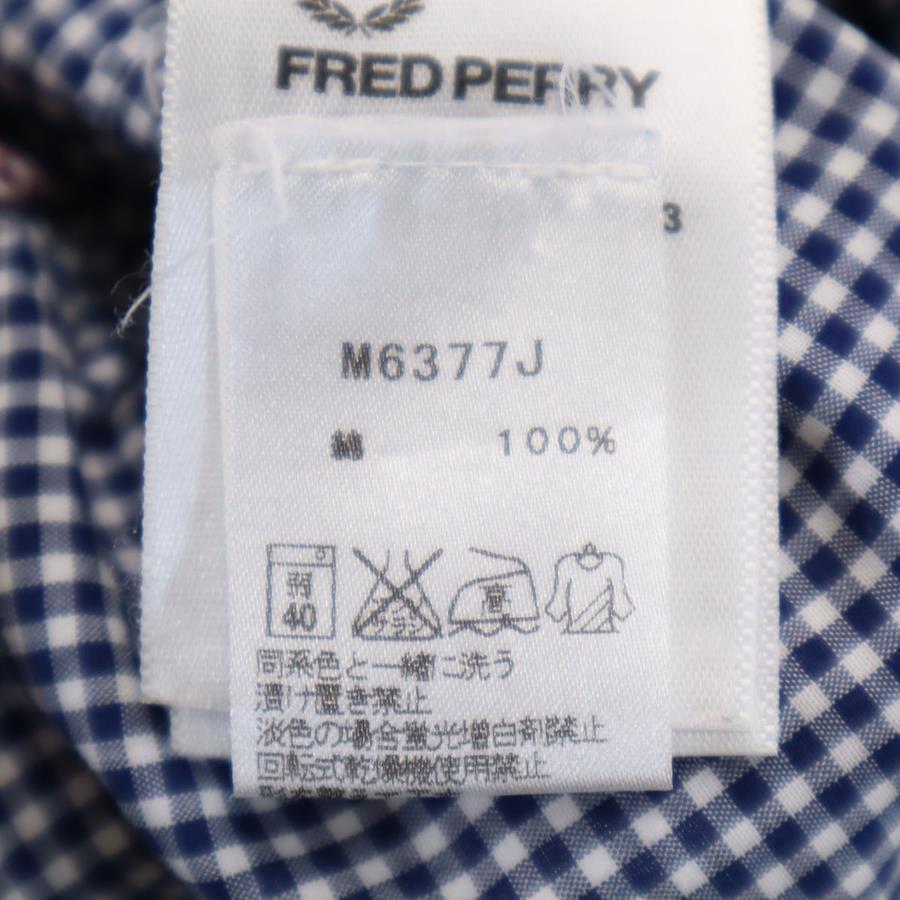 FRED PERRY
3
M6377J
綿 100%
弱
40
同系色と一緒に洗う
漬け置き禁止
淡色の場合蛍光増白剤禁止
回転式乾燥機使用禁止